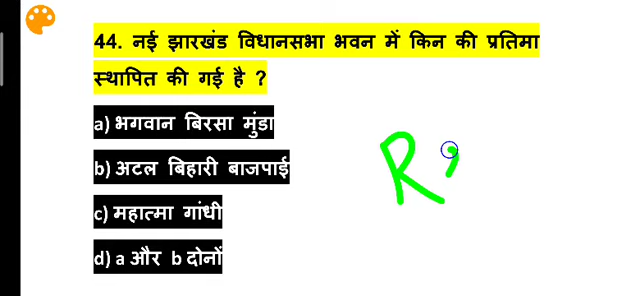 44. नई झारखंड विधानसभा भवन में किन की प्रतिमा
स्थापित की गई है ?
a) भगवान बिरसा मुंडा
b) अटल बिहारी बाजपाई
c) महात्मा गांधी
d) a और b दोनों
R